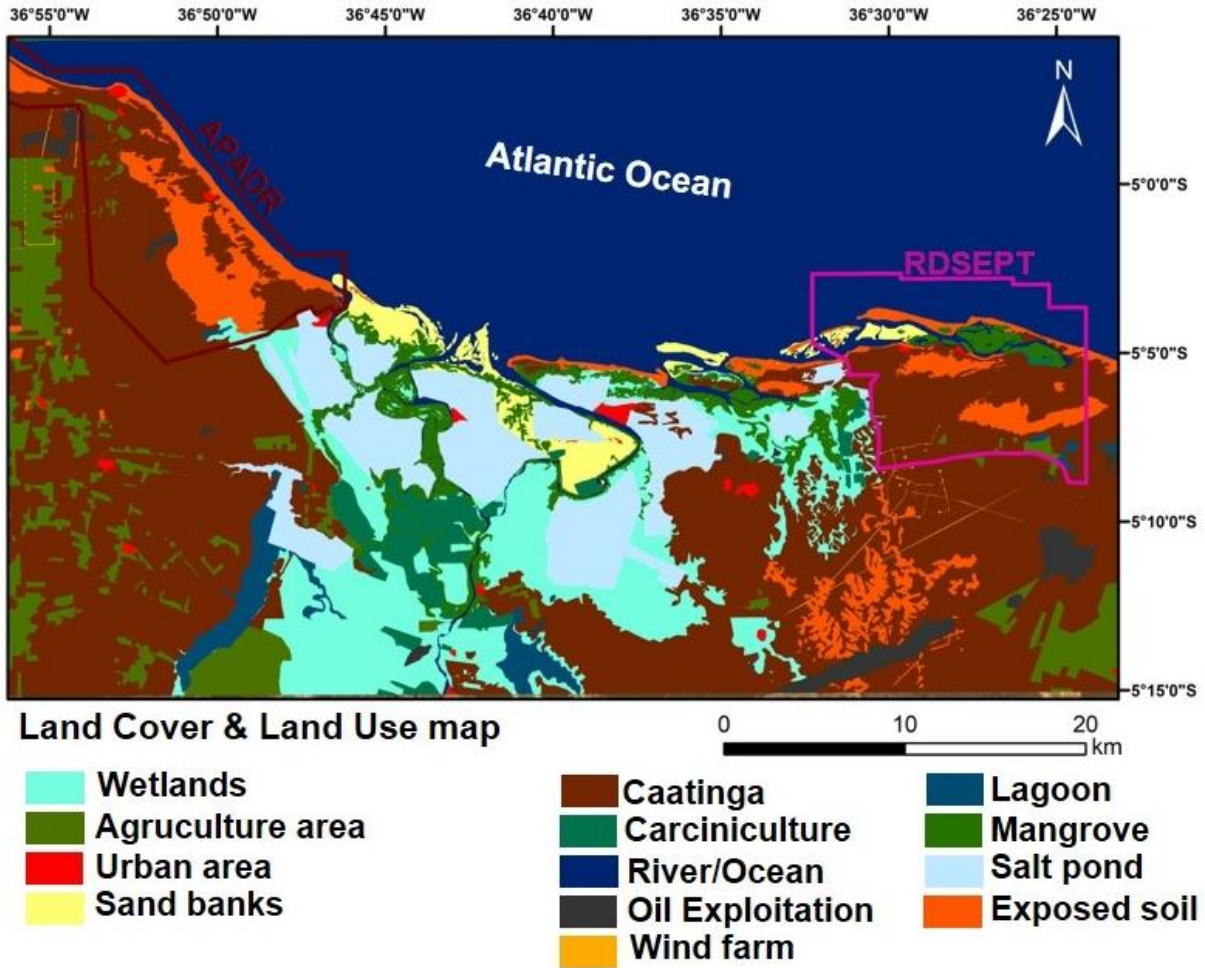 36°55'0"W 36°50'0"W 36°45'0"W 36°40'0"W 36°35'0"W 36°30'0"W 36°25'0"W
N
APADR
Atlantic Ocean
5°0'0"S
RDSEPT
5°5'0"S
5°10'0"S
5°15'0"S
Land Cover & Land Use map
0 10 20
km
Wetlands
Agruculture area
Urban area
Sand banks
Caatinga
Carciniculture
River/Ocean
Oil Exploitation
Wind farm
Lagoon
Mangrove
Salt pond
Exposed soil